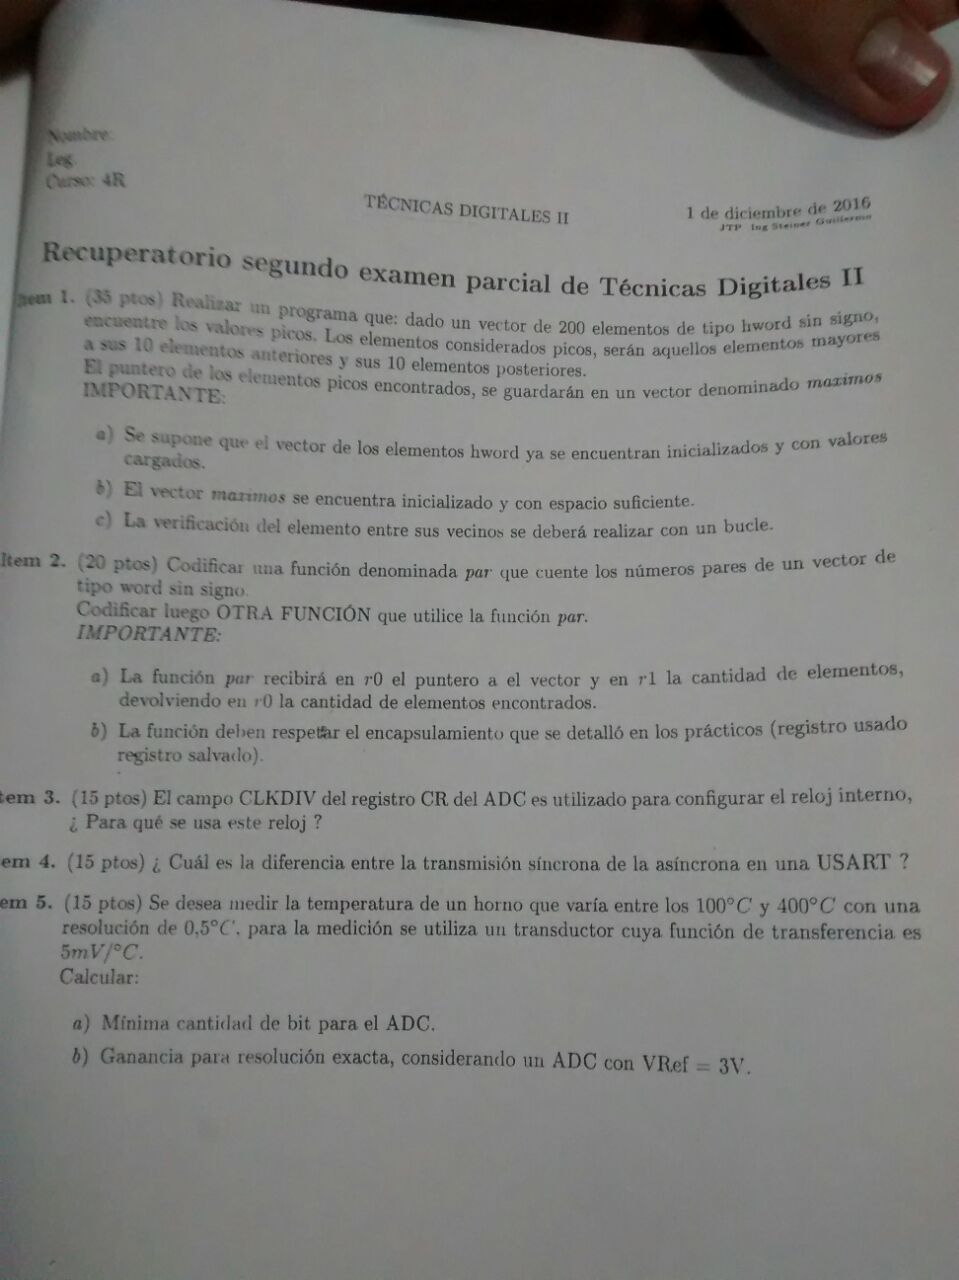 Nombre:
Leg.
Curso: 4R
TÉCNICAS DIGITALES II
1 de diciembre de 2016
JTP Ing Steiner Guillermo
Recuperatorio segundo examen parcial de Técnicas Digitales II
Item 1. (35 ptos) Realizar un programa que: dado un vector de 200 elementos de tipo hword sin signo,
encuentre los valores picos. Los elementos considerados picos, serán aquellos elementos mayores
a sus 10 elementos anteriores y sus 10 elementos posteriores.
El puntero de los elementos picos encontrados, se guardarán en un vector denominado maximos
IMPORTANTE:
a) Se supone que el vector de los elementos hword ya se encuentran inicializados y con valores
cargados.
b) El vector maximos se encuentra inicializado y con espacio suficiente.
c) La verificación del elemento entre sus vecinos se deberá realizar con un bucle.
Item 2. (20 ptos) Codificar una función denominada par que cuente los números pares de un vector de
tipo word sin signo.
Codificar luego OTRA FUNCIÓN que utilice la función par.
IMPORTANTE:
a) La función par recibirá en r0 el puntero a el vector y en r1 la cantidad de elementos,
devolviendo en r0 la cantidad de elementos encontrados.
b) La función deben respetar el encapsulamiento que se detalló en los prácticos (registro usado
registro salvado).
tem 3. (15 ptos) El campo CLKDIV del registro CR del ADC es utilizado para configurar el reloj interno,
¿ Para qué se usa este reloj ?
em 4. (15 ptos) ¿ Cuál es la diferencia entre la transmisión síncrona de la asíncrona en una USART ?
em 5. (15 ptos) Se desea medir la temperatura de un horno que varía entre los 100°C y 400°C con una
resolución de 0,5°C, para la medición se utiliza un transductor cuya función de transferencia es
5mV/°C.
Calcular:
a) Mínima cantidad de bit para el ADC.
b) Ganancia para resolución exacta, considerando un ADC con VRef = 3V.